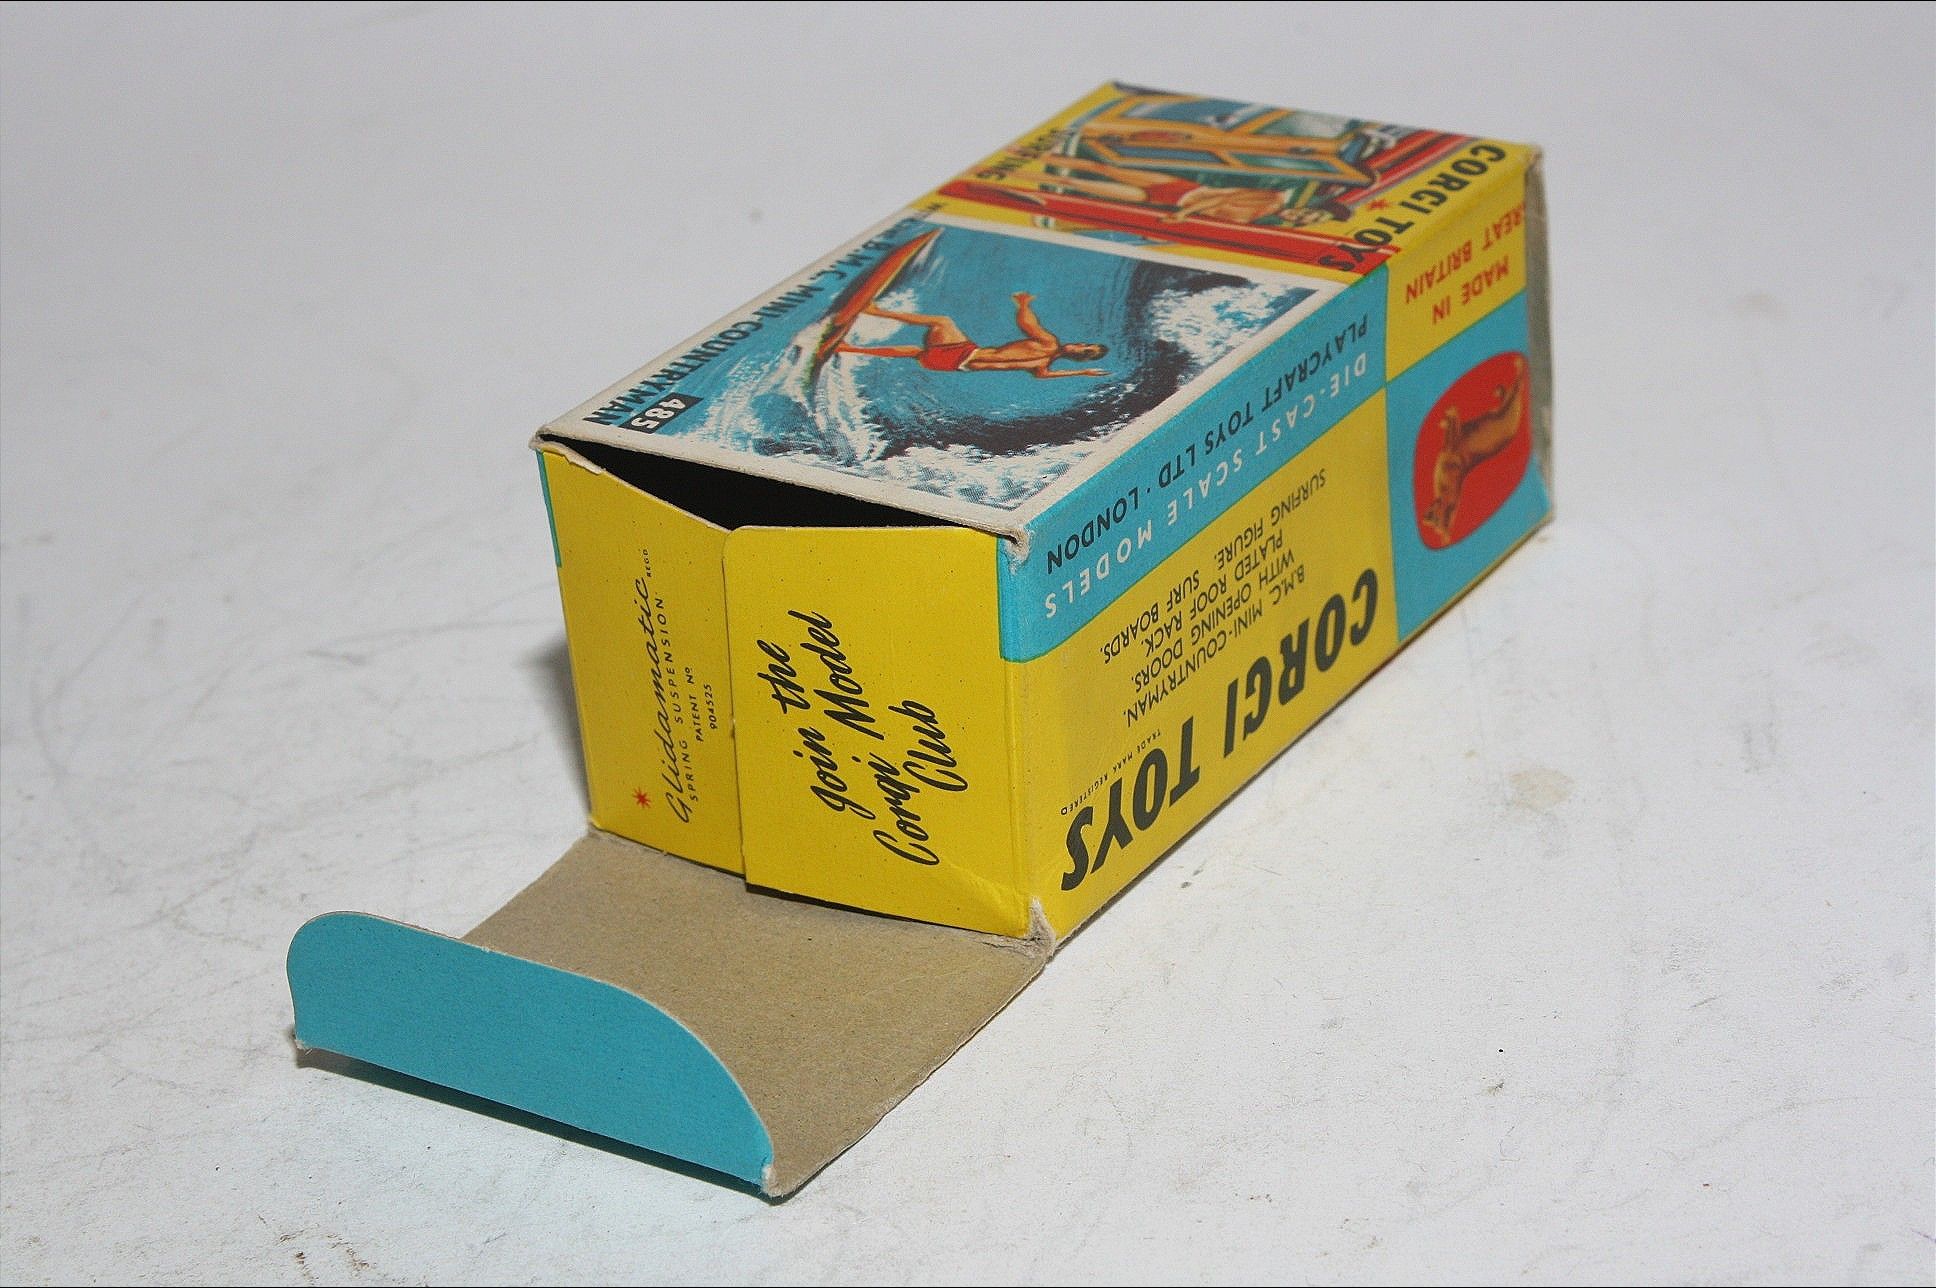 CORGI TOYS
SURFING
B.M.C. MINI-COUNTRYMAN
485
MADE IN
GREAT BRITAIN
DIE-CAST SCALE MODELS
PLAYCRAFT TOYS LTD · LONDON
CORGI TOYS
TRADE MARK REGISTERED
B.M.C. MINI-COUNTRYMAN.
WITH OPENING DOORS.
PLATED ROOF RACK.
SURFING FIGURE. SURF BOARDS.
Glidamatic REGD
SPRING SUSPENSION
PATENT Nº
904525
Join the
Corgi Model
Club